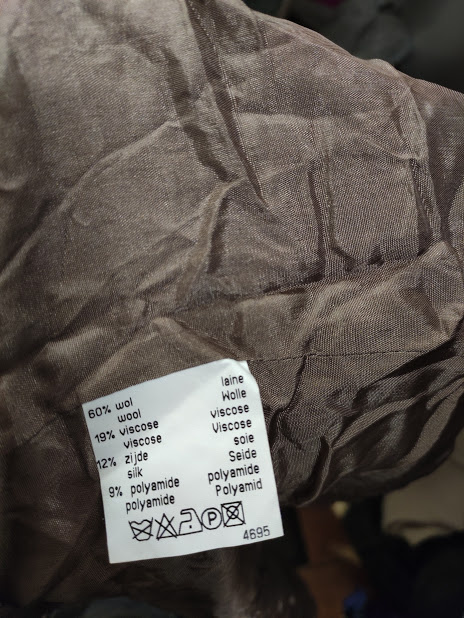 60% wol laine
wool Wolle
19% viscose viscose
viscose Viscose
12% zijde soie
silk Seide
9% polyamide polyamide
polyamide Polyamid
P
4695